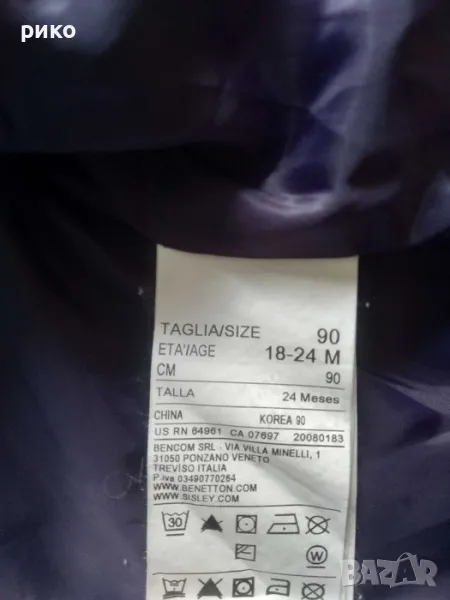 рико
TAGLIA/SIZE 90
ETA'/AGE 18-24 M
CM 90
TALLA 24 Meses
CHINA KOREA 90
US RN 64961 CA 07697 20080183
BENCOM SRL - VIA VILLA MINELLI, 1
31050 PONZANO VENETO
TREVISO ITALIA
P.iva 03490770264
WWW.BENETTON.COM
WWW.SISLEY.COM
30
W
BAZAR